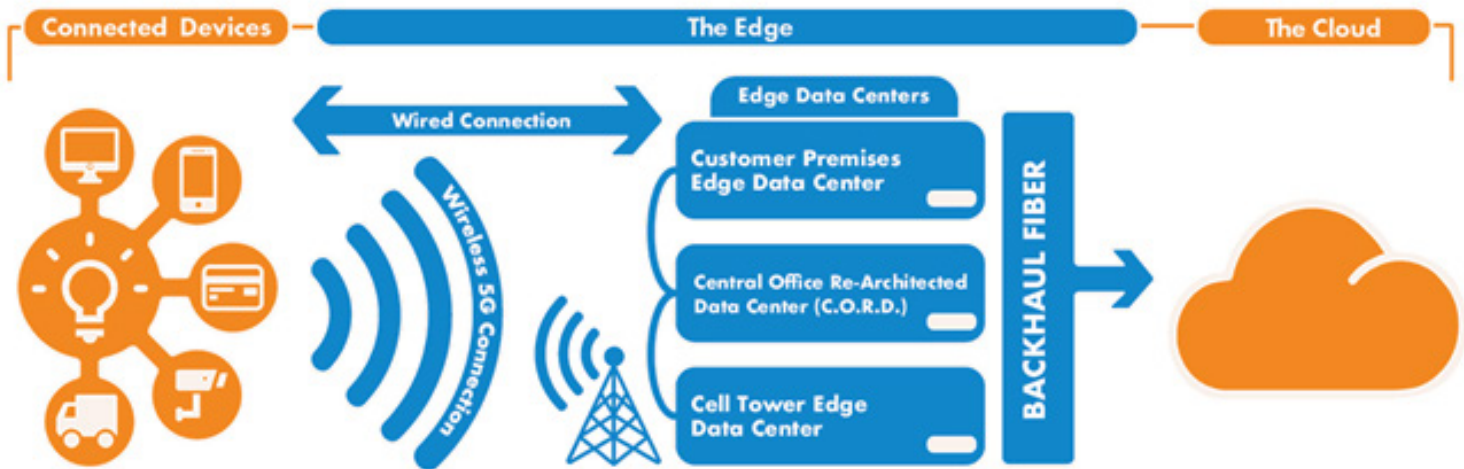 Connected Devices
The Edge
The Cloud
Edge Data Centers
Wired Connection
Customer Premises
Edge Data Center
Wireless 5G Connection
Central Office Re-Architected
Data Center (C.O.R.D.)
Cell Tower Edge
Data Center
BACKHAUL FIBER